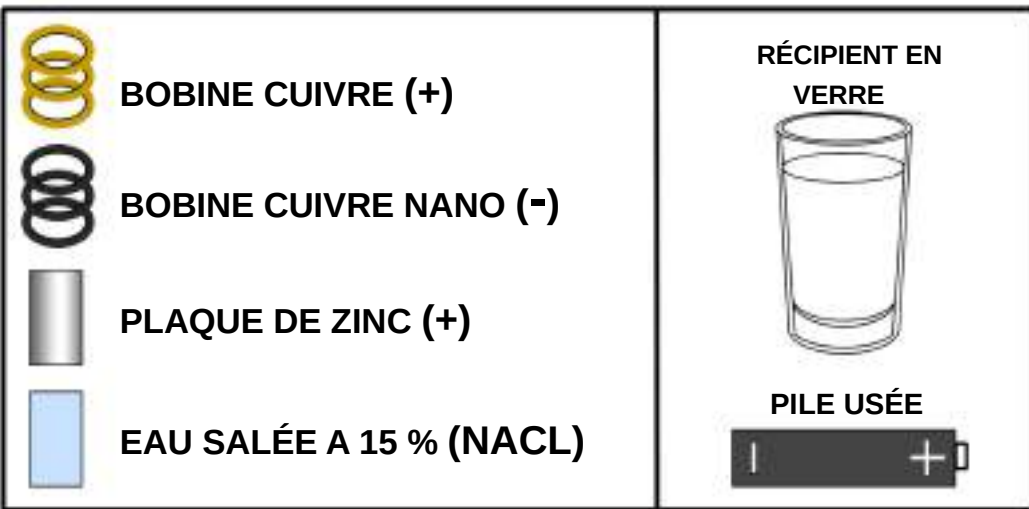 BOBINE CUIVRE (+)
BOBINE CUIVRE NANO (-)
PLAQUE DE ZINC (+)
EAU SALÉE A 15 % (NACL)
RÉCIPIENT EN
VERRE
PILE USÉE
- +